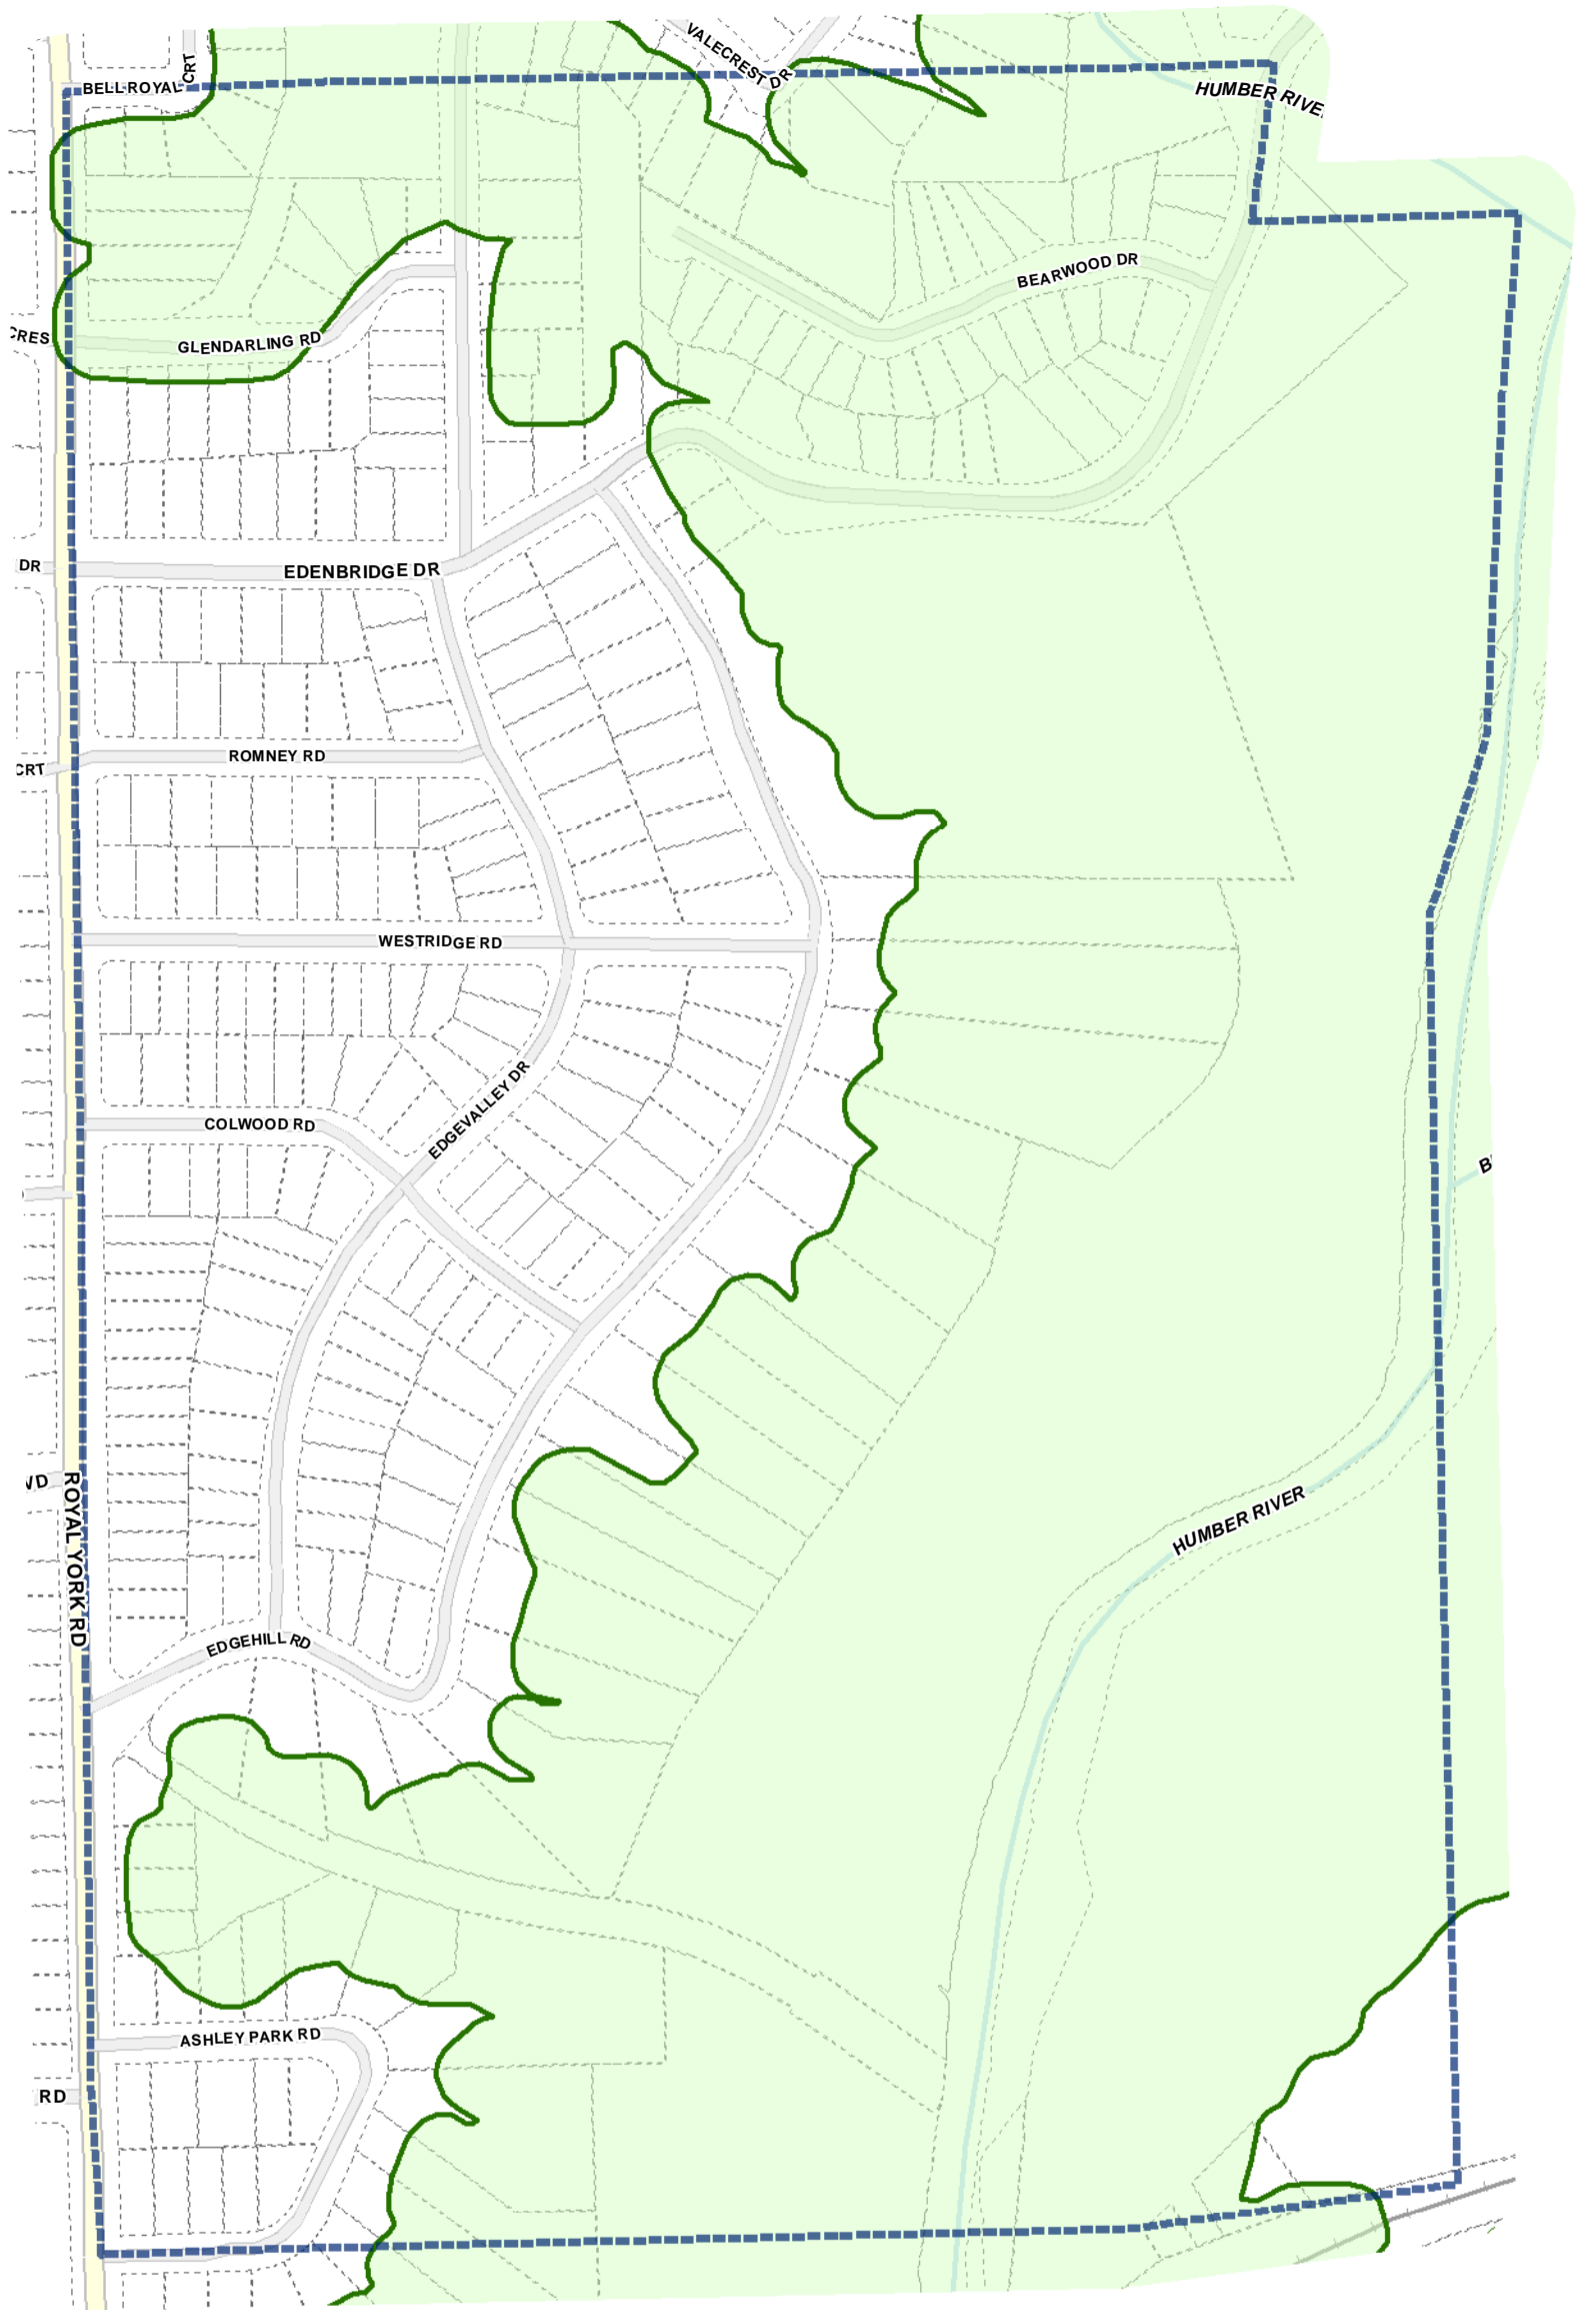 VALECREST DR
CRT
BELL ROYAL
HUMBER RIVE
BEARWOOD DR
CRES
GLENDARLING RD
DR
EDENBRIDGE DR
ROMNEY RD
CRT
WESTRIDGE RD
EDGEVALLEY DR
COLWOOD RD
B
ROYAL YORK RD
HUMBER RIVER
EDGEHILL RD
ASHLEY PARK RD
RD